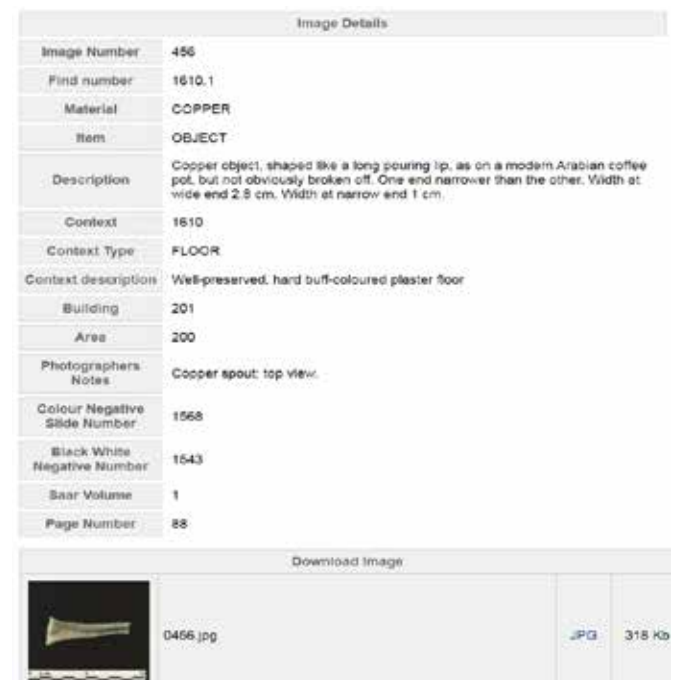 Image Details
Image Number 456
Find number 1610.1
Material COPPER
Item OBJECT
Description Copper object, shaped like a long pouring lip, as on a modern Arabian coffee
pot, but not obviously broken off. One end narrower than the other. Width at
wide end 2.8 cm. Width at narrow end 1 cm.
Context 1610
Context Type FLOOR
Context description Well-preserved, hard buff-coloured plaster floor
Building 201
Area 200
Photographers
Notes Copper spout: top view.
Colour Negative
Slide Number 1568
Black White
Negative Number 1543
Saar Volume 1
Page Number 88
Download Image
0456.jpg JPG 318 Kb